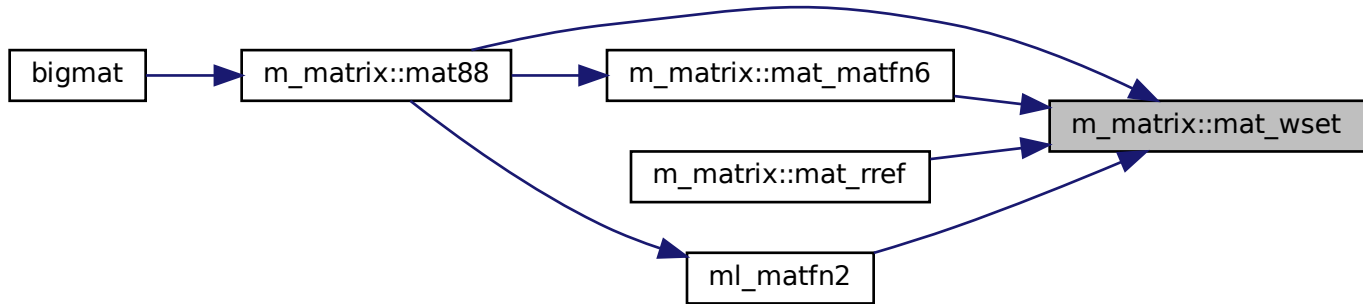 bigmat
m_matrix::mat88
m_matrix::mat_matfn6
m_matrix::mat_wset
m_matrix::mat_rref
ml_matfn2